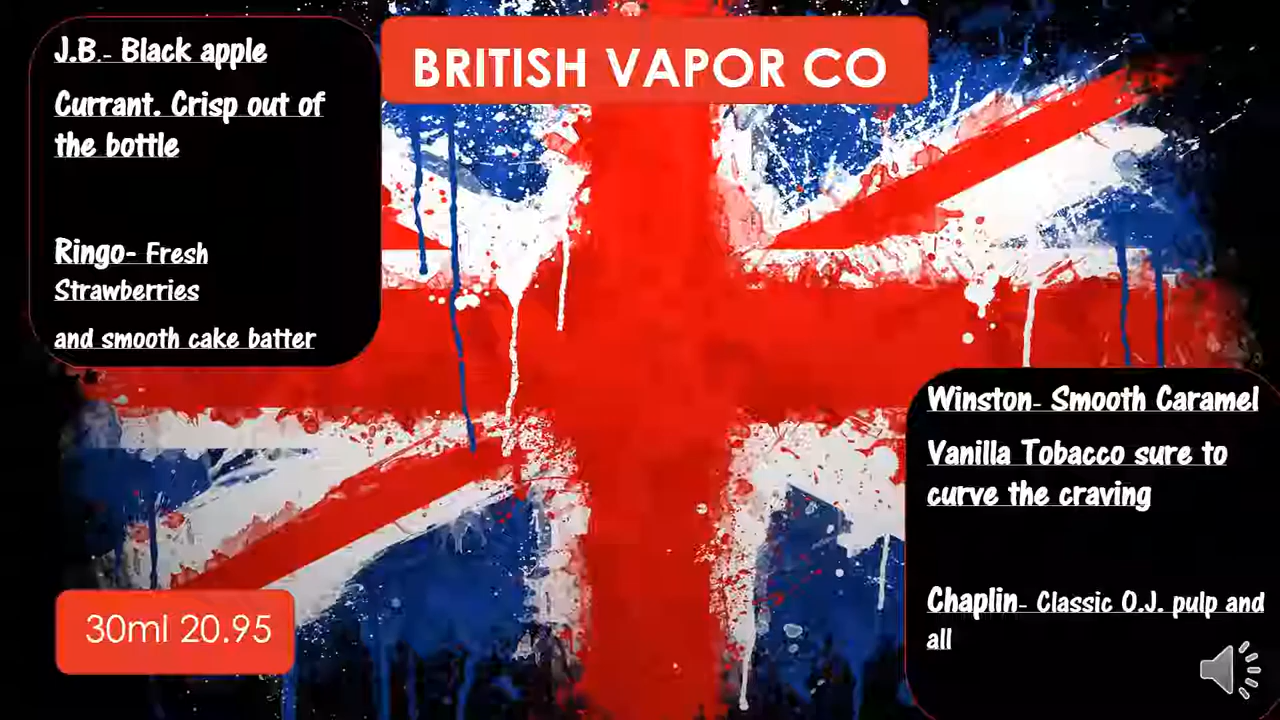 BRITISH VAPOR CO
J.B.- Black apple
Currant. Crisp out of
the bottle
Ringo- Fresh
Strawberries
and smooth cake batter
Winston- Smooth Caramel
Vanilla Tobacco sure to
curve the craving
Chaplin- Classic O.J. pulp and
all
30ml 20.95